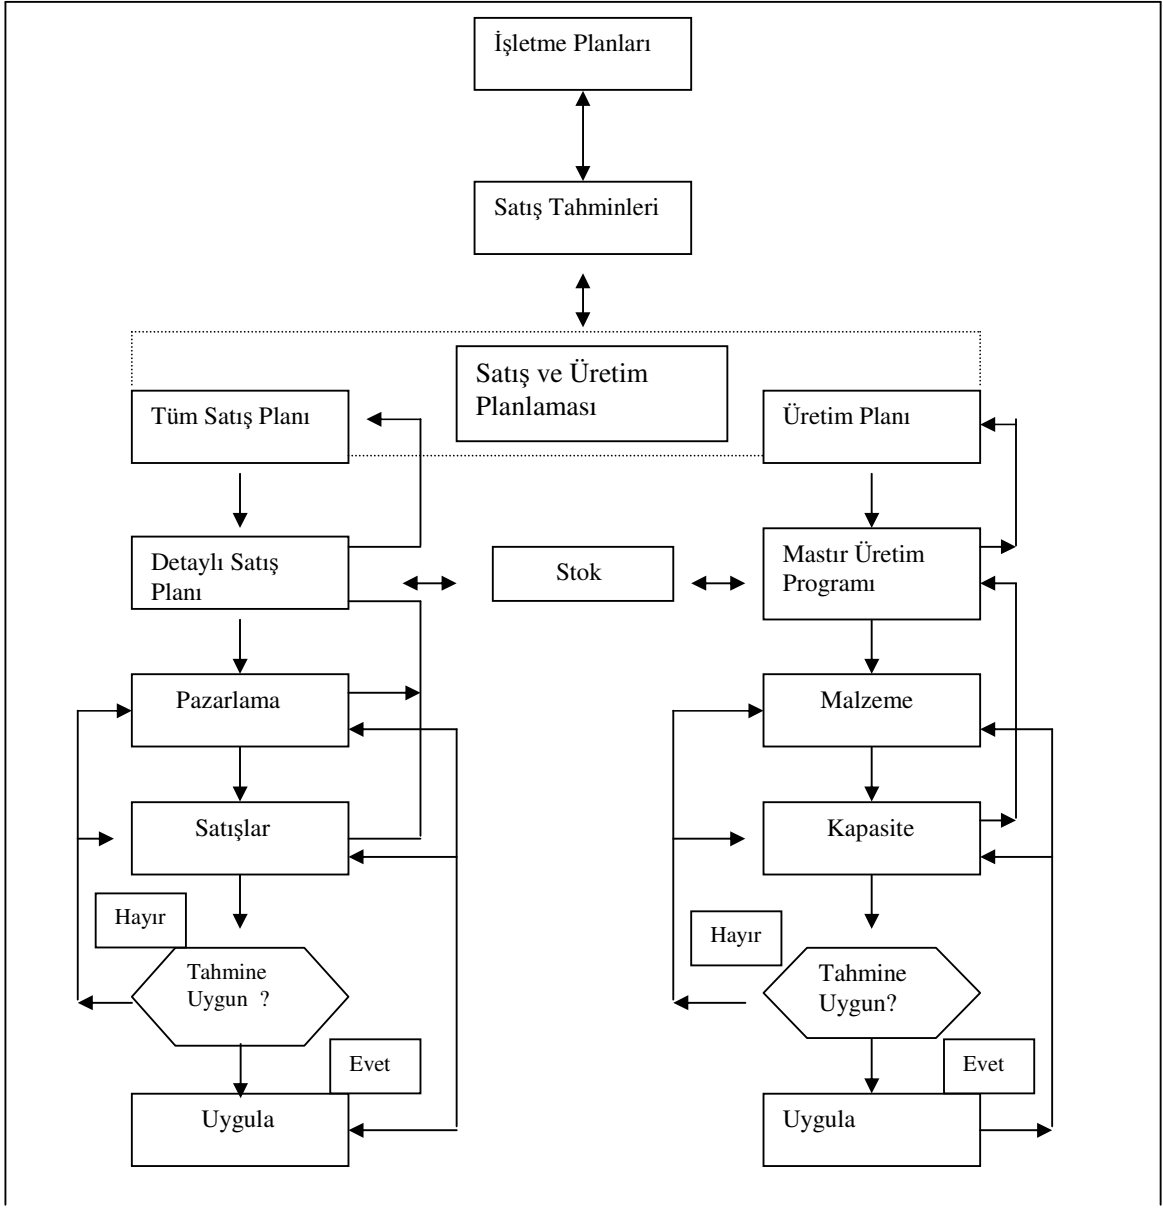 İşletme Planları
Satış Tahminleri
Satış ve Üretim
Planlaması
Tüm Satış Planı
Üretim Planı
Detaylı Satış
Planı
Stok
Mastır Üretim
Programı
Pazarlama
Malzeme
Satışlar
Kapasite
Hayır
Hayır
Tahmine
Uygun ?
Tahmine
Uygun?
Evet
Evet
Uygula
Uygula